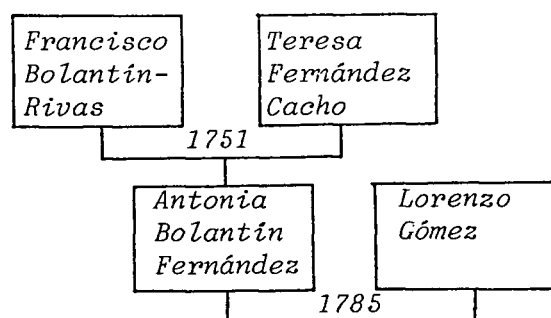 Francisco
Bolantín-
Rivas
Teresa
Fernández
Cacho
1751
Antonia
Bolantín
Fernández
Lorenzo
Gómez
1785